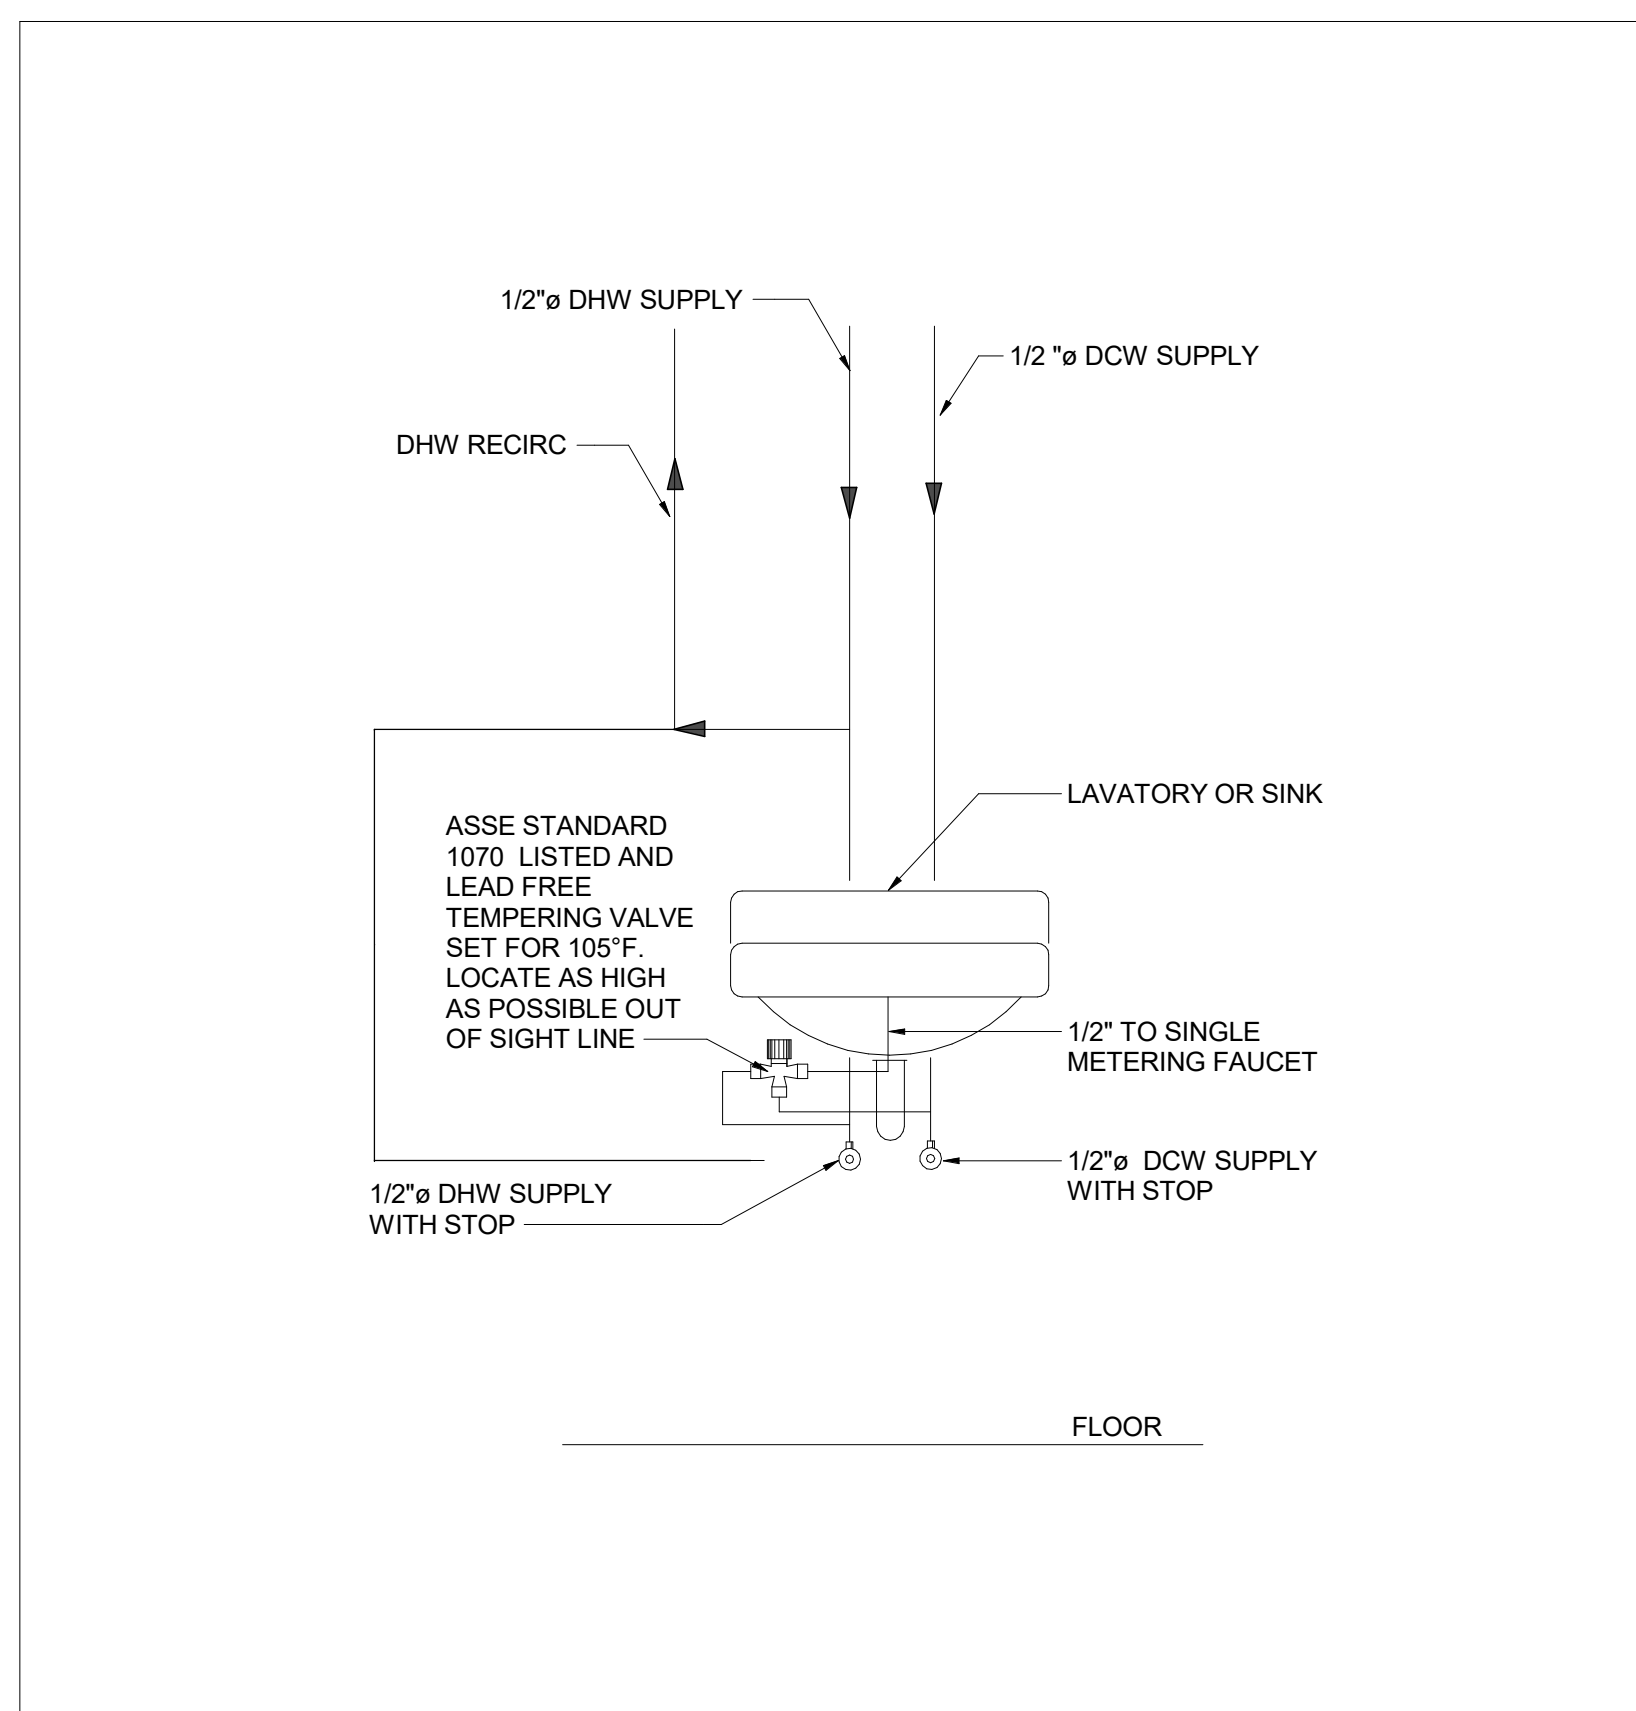 1/2"ø DHW SUPPLY
1/2 "ø DCW SUPPLY
DHW RECIRC
LAVATORY OR SINK
ASSE STANDARD
1070  LISTED AND
LEAD FREE
TEMPERING VALVE
SET FOR 105°F.
LOCATE AS HIGH
AS POSSIBLE OUT
OF SIGHT LINE
1/2" TO SINGLE
METERING FAUCET
1/2"ø  DCW SUPPLY
WITH STOP
1/2"ø DHW SUPPLY
WITH STOP
FLOOR